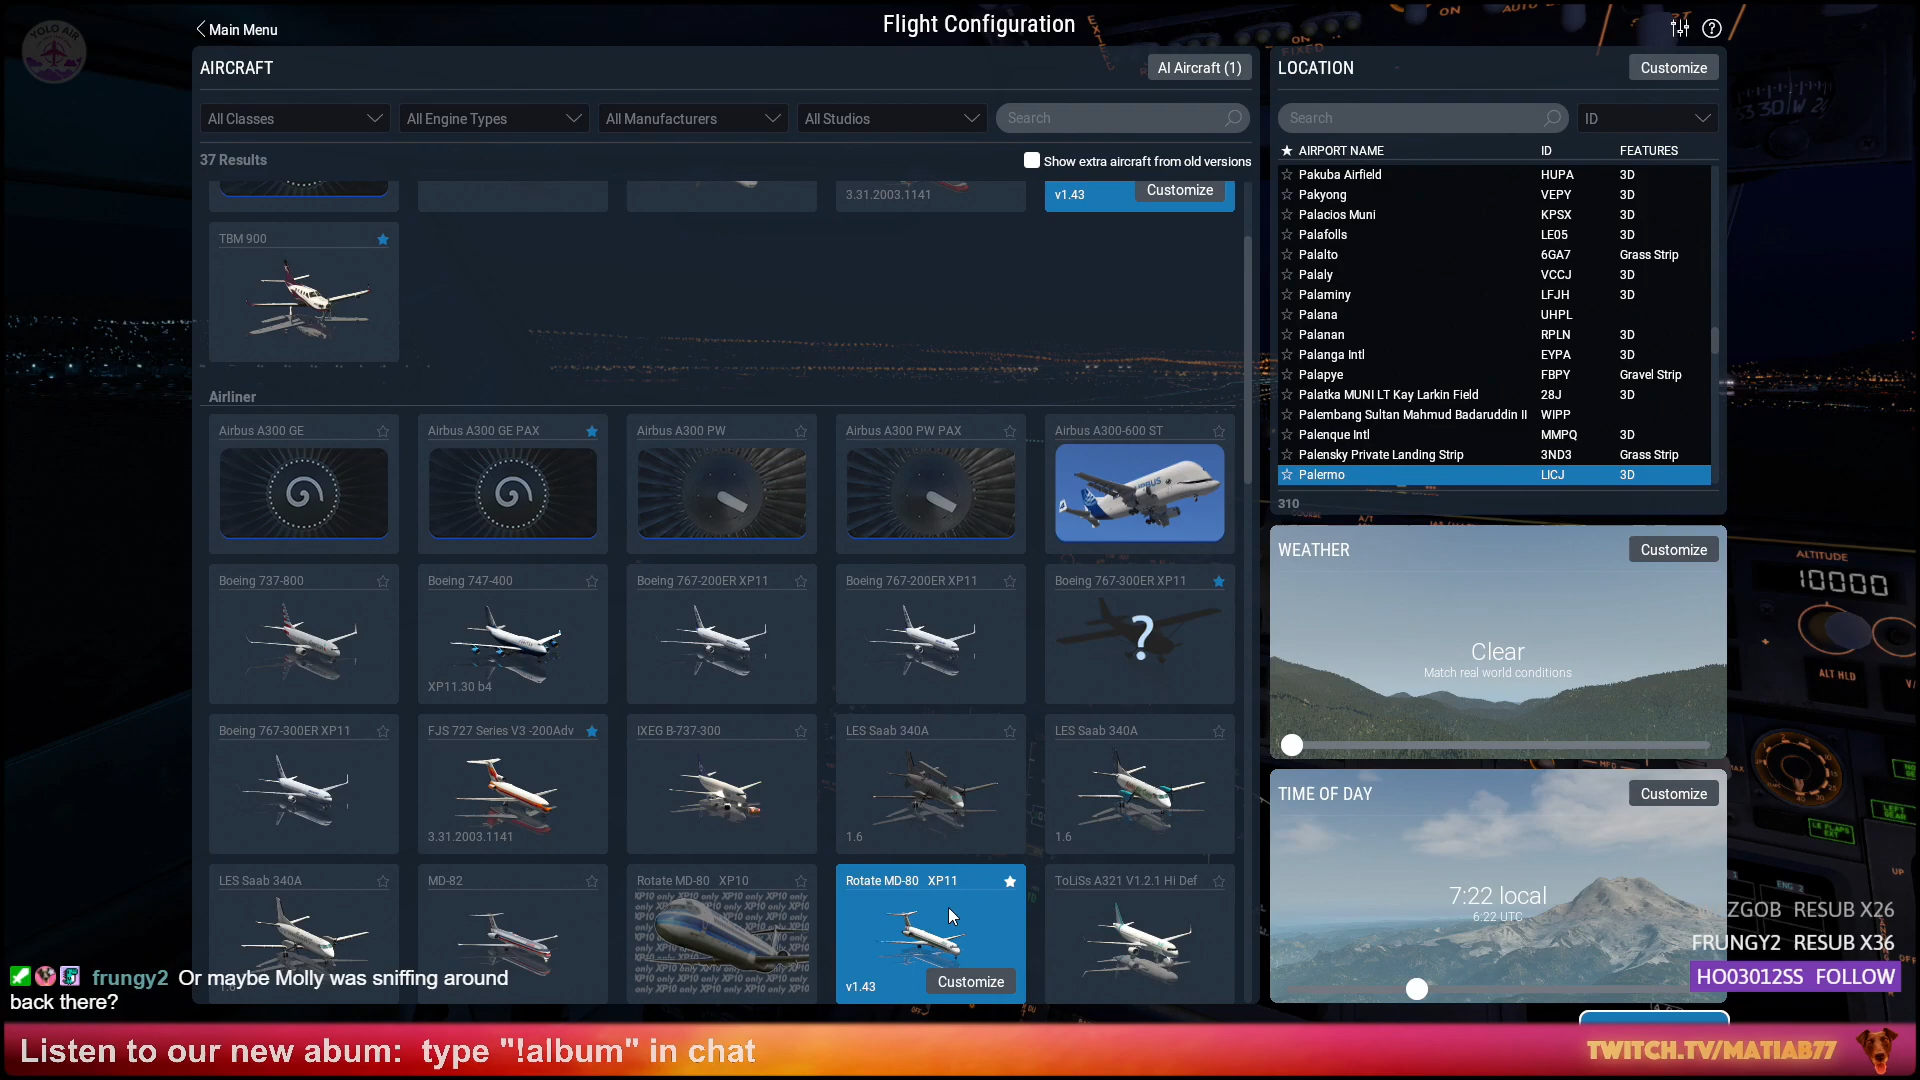 YOLO AIR
Main Menu
Flight Configuration
AIRCRAFT
AI Aircraft (1)
All Classes
All Engine Types
All Manufacturers
All Studios
Search
37 Results
Show extra aircraft from old versions
3.31.2003.1141
v1.43
Customize
TBM 900
Airliner
Airbus A300 GE
Airbus A300 GE PAX
Airbus A300 PW
Airbus A300 PW PAX
Airbus A300-600 ST
Boeing 737-800
Boeing 747-400
XP11.30 b4
Boeing 767-200ER XP11
Boeing 767-200ER XP11
Boeing 767-300ER XP11
?
Boeing 767-300ER XP11
FJS 727 Series V3 -200Adv
3.31.2003.1141
IXEG B-737-300
LES Saab 340A
1.6
LES Saab 340A
1.6
LES Saab 340A
MD-82
Rotate MD-80 XP10
Rotate MD-80 XP11
v1.43
Customize
ToLiSs A321 V1.2.1 Hi Def
LOCATION
Customize
Search
ID
AIRPORT NAME ID FEATURES
Pakuba Airfield HUPA 3D
Pakyong VEPY 3D
Palacios Muni KPSX 3D
Palafolls LE05 3D
Palalto 6GA7 Grass Strip
Palaly VCCJ 3D
Palaminy LFJH 3D
Palana UHPL
Palanan RPLN 3D
Palanga Intl EYPA 3D
Palapye FBPY Gravel Strip
Palatka MUNI LT Kay Larkin Field 28J 3D
Palembang Sultan Mahmud Badaruddin II WIPP
Palenque Intl MMPQ 3D
Palensky Private Landing Strip 3ND3 Grass Strip
Palermo LICJ 3D
310
WEATHER
Customize
Clear
Match real world conditions
TIME OF DAY
Customize
7:22 local
6:22 UTC
ALTITUDE
10000
ALT HLD
ZGOB RESUB X26
FRUNGY2 RESUB X36
HO03012SS FOLLOW
frungy2 Or maybe Molly was sniffing around
back there?
Listen to our new abum: type "!album" in chat
TWITCH.TV/MATIAB77